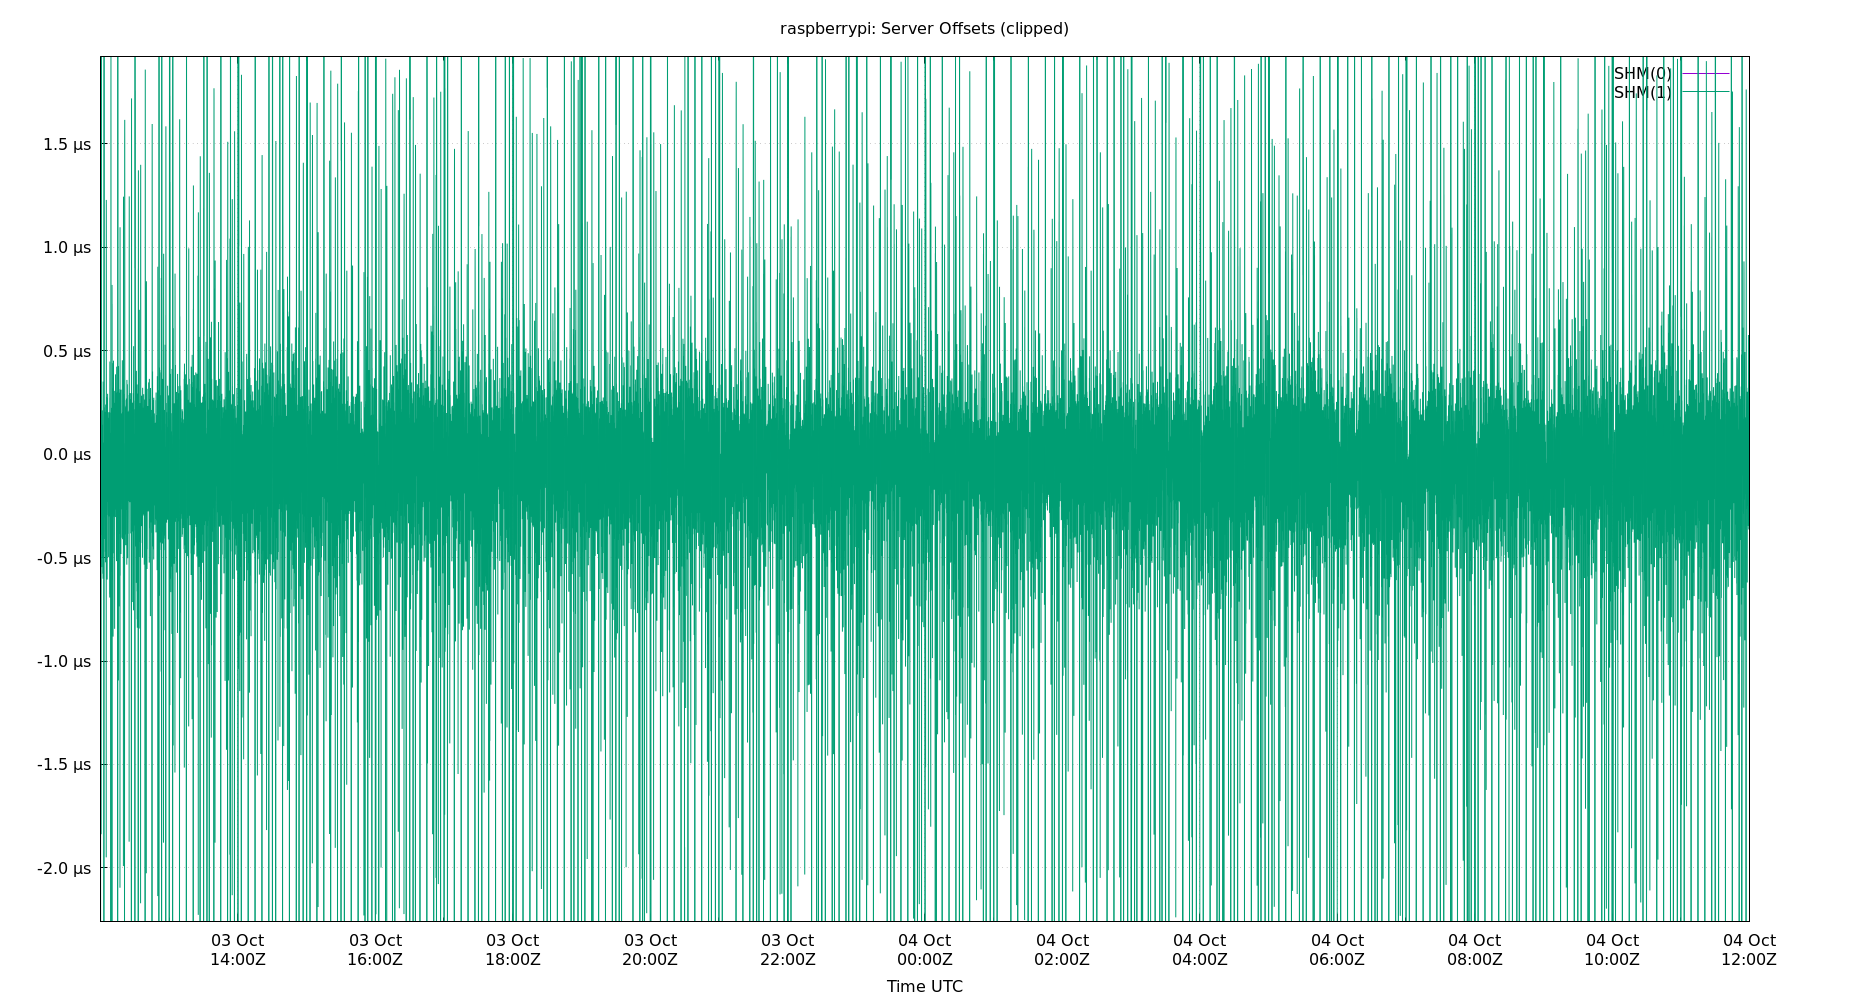 raspberrypi: Server Offsets (clipped)
SHM(0)
SHM(1)
1.5 µs
1.0 µs
0.5 µs
0.0 µs
-0.5 µs
-1.0 µs
-1.5 µs
-2.0 µs
03 Oct 03 Oct 03 Oct 03 Oct 03 Oct 04 Oct 04 Oct 04 Oct 04 Oct 04 Oct 04 Oct 04 Oct
14:00Z 16:00Z 18:00Z 20:00Z 22:00Z 00:00Z 02:00Z 04:00Z 06:00Z 08:00Z 10:00Z 12:00Z
Time UTC